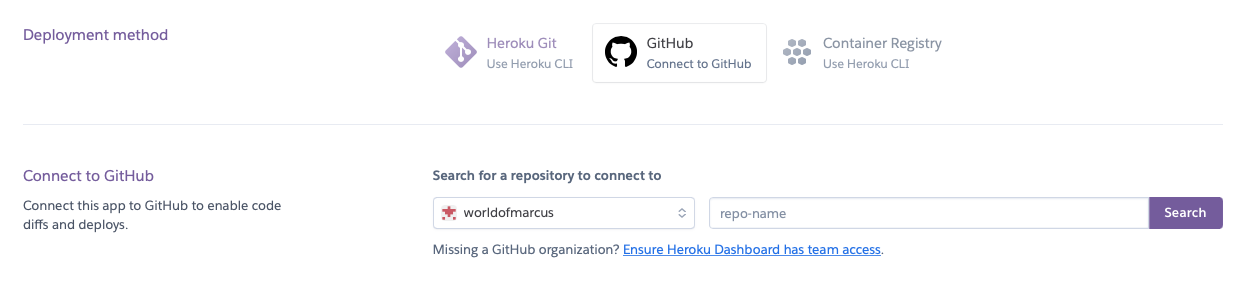 Deployment method
Heroku Git
Use Heroku CLI
GitHub
Connect to GitHub
Container Registry
Use Heroku CLI
Connect to GitHub
Connect this app to GitHub to enable code
diffs and deploys.
Search for a repository to connect to
worldofmarcus
repo-name
Search
Missing a GitHub organization? Ensure Heroku Dashboard has team access.